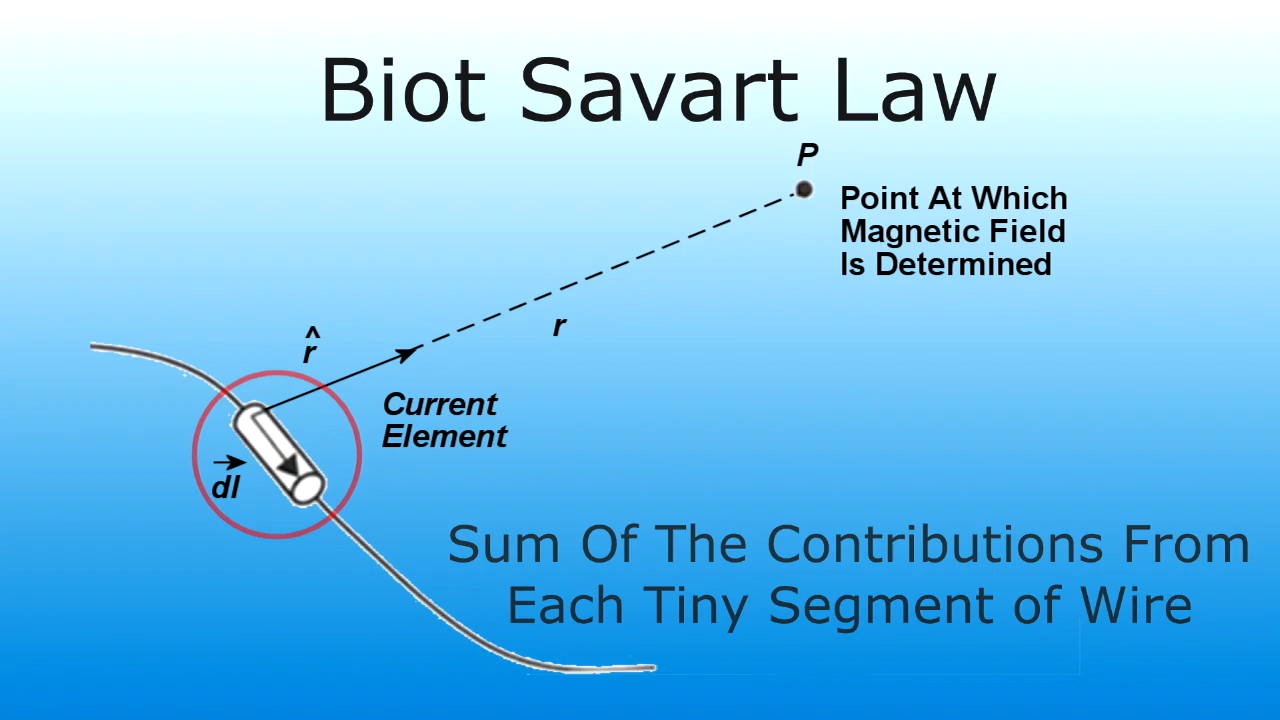 Biot Savart Law
P
Point At Which
Magnetic Field
Is Determined
r
r̂
Current
Element
d⃗l
Sum Of The Contributions From
Each Tiny Segment of Wire